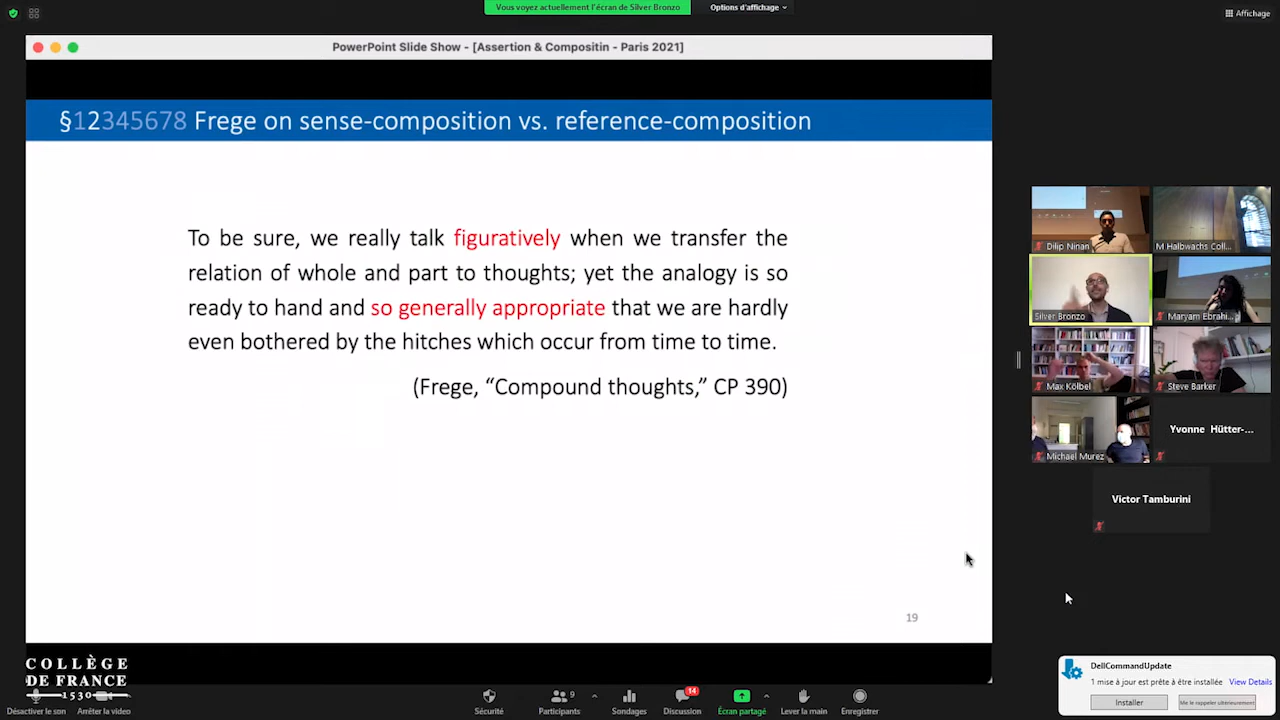 Vous voyez actuellement l'écran de Silver Bronzo
Options d'affichage
Affichage
PowerPoint Slide Show - [Assertion & Compositin - Paris 2021]
§12345678 Frege on sense-composition vs. reference-composition
To be sure, we really talk figuratively when we transfer the
relation of whole and part to thoughts; yet the analogy is so
ready to hand and so generally appropriate that we are hardly
even bothered by the hitches which occur from time to time.
(Frege, “Compound thoughts,” CP 390)
19
Dilip Ninan
M Halbwachs Coll...
Silver Bronzo
Maryam Ebrahi...
Max Kölbel
Steve Barker
Michael Murez
Yvonne Hütter-...
Victor Tamburini
COLLÈGE
DE FRANCE
1530
DellCommandUpdate
1 mise à jour est prête à être installée
View Details
Installer
Me le rappeler ultérieurement
Désactiver le son
Arrêter la vidéo
Sécurité
9
Participants
Sondages
14
Discussion
Écran partagé
Lever la main
Enregistrer